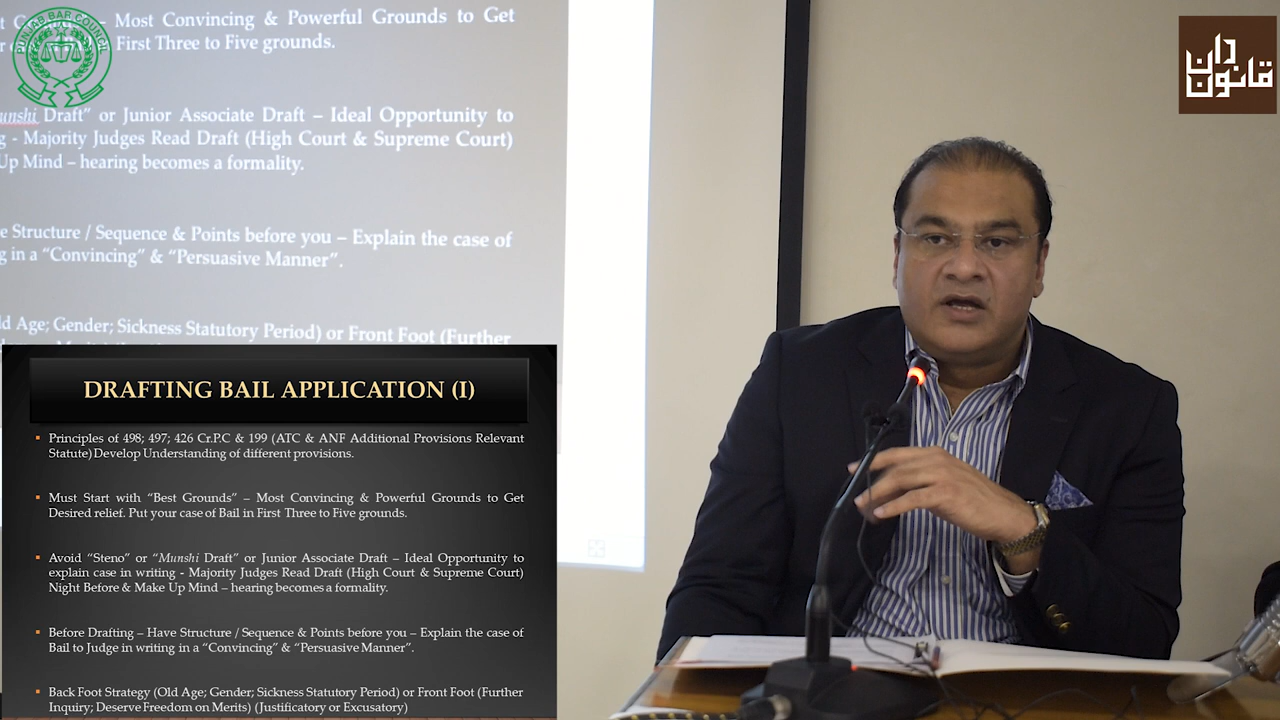 – Most Convincing & Powerful Grounds to Get
First Three to Five grounds.
PUNJAB BAR COUNCIL
قانون دان
unshi Draft” or Junior Associate Draft – Ideal Opportunity to
g - Majority Judges Read Draft (High Court & Supreme Court)
Up Mind – hearing becomes a formality.
e Structure / Sequence & Points before you – Explain the case of
g in a “Convincing” & “Persuasive Manner”.
ld Age; Gender; Sickness Statutory Period) or Front Foot (Further
DRAFTING BAIL APPLICATION (I)
▪ Principles of 498; 497; 426 Cr.P.C & 199 (ATC & ANF Additional Provisions Relevant
Statute) Develop Understanding of different provisions.
▪ Must Start with “Best Grounds” – Most Convincing & Powerful Grounds to Get
Desired relief. Put your case of Bail in First Three to Five grounds.
▪ Avoid “Steno” or “Munshi Draft” or Junior Associate Draft – Ideal Opportunity to
explain case in writing - Majority Judges Read Draft (High Court & Supreme Court)
Night Before & Make Up Mind – hearing becomes a formality.
▪ Before Drafting – Have Structure / Sequence & Points before you – Explain the case of
Bail to Judge in writing in a “Convincing” & “Persuasive Manner”.
▪ Back Foot Strategy (Old Age; Gender; Sickness Statutory Period) or Front Foot (Further
Inquiry; Deserve Freedom on Merits) (Justificatory or Excusatory)